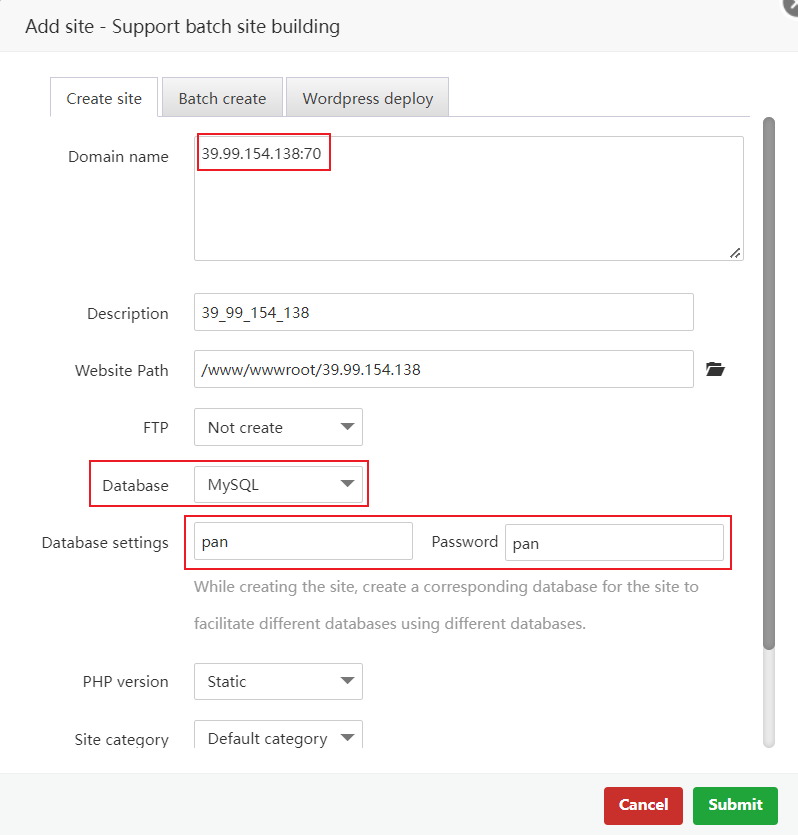 Add site - Support batch site building
Create site
Batch create
Wordpress deploy
Domain name
39.99.154.138:70
Description
39_99_154_138
Website Path
/www/wwwroot/39.99.154.138
FTP
Not create
Database
MySQL
Database settings
pan
Password
pan
While creating the site, create a corresponding database for the site to
facilitate different databases using different databases.
PHP version
Static
Site category
Default category
Cancel
Submit